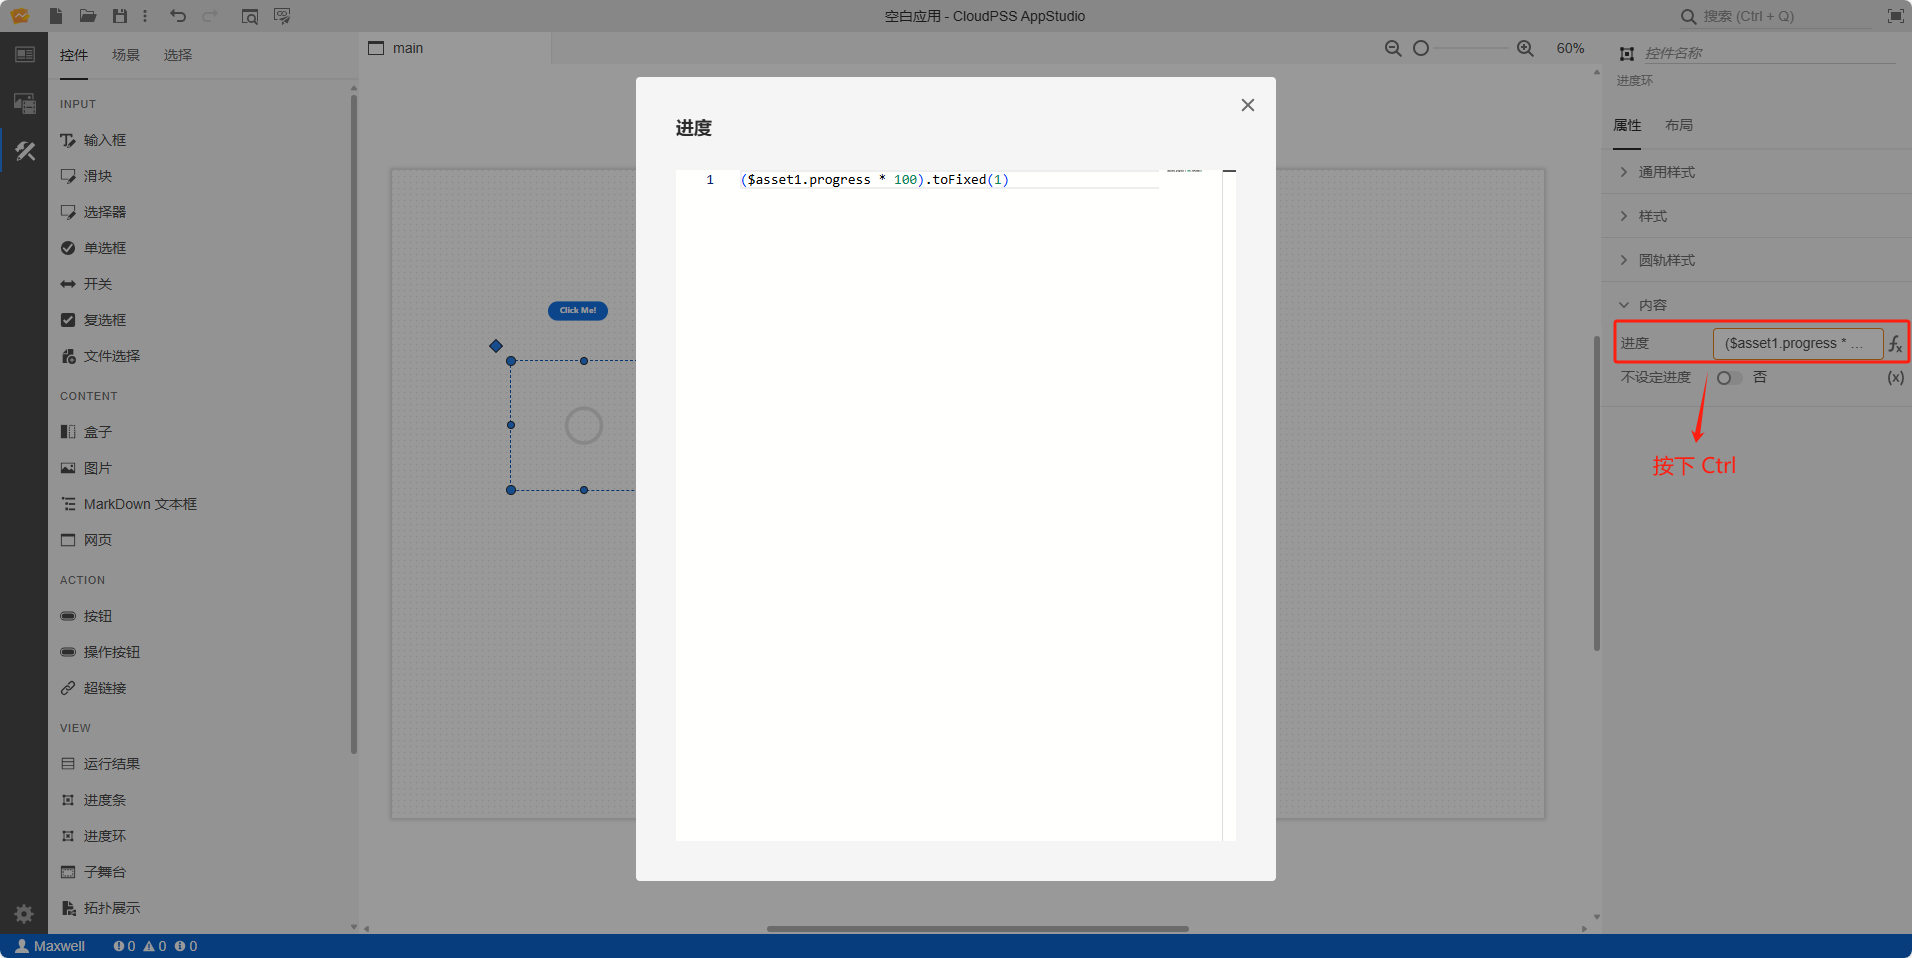 空白应用 - CloudPSS AppStudio
搜索 (Ctrl + Q)
控件
场景
选择
main
60%
控件名称
进度环
属性
布局
INPUT
输入框
滑块
选择器
单选框
开关
复选框
文件选择
CONTENT
盒子
图片
MarkDown 文本框
网页
ACTION
按钮
操作按钮
超链接
VIEW
运行结果
进度条
进度环
子舞台
拓扑展示
Click Me!
进度
1
($asset1.progress * 100).toFixed(1)
通用样式
样式
圆轨样式
内容
进度
($asset1.progress * ...
fx
不设定进度
否
(x)
按下 Ctrl
Maxwell
0
0
0